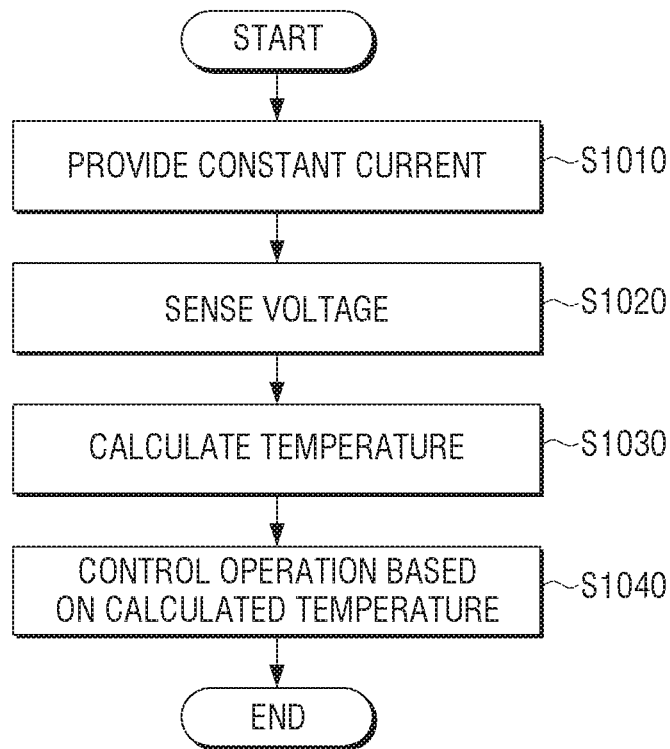 START
PROVIDE CONSTANT CURRENT
S1010
SENSE VOLTAGE
S1020
CALCULATE TEMPERATURE
S1030
CONTROL OPERATION BASED
ON CALCULATED TEMPERATURE
S1040
END